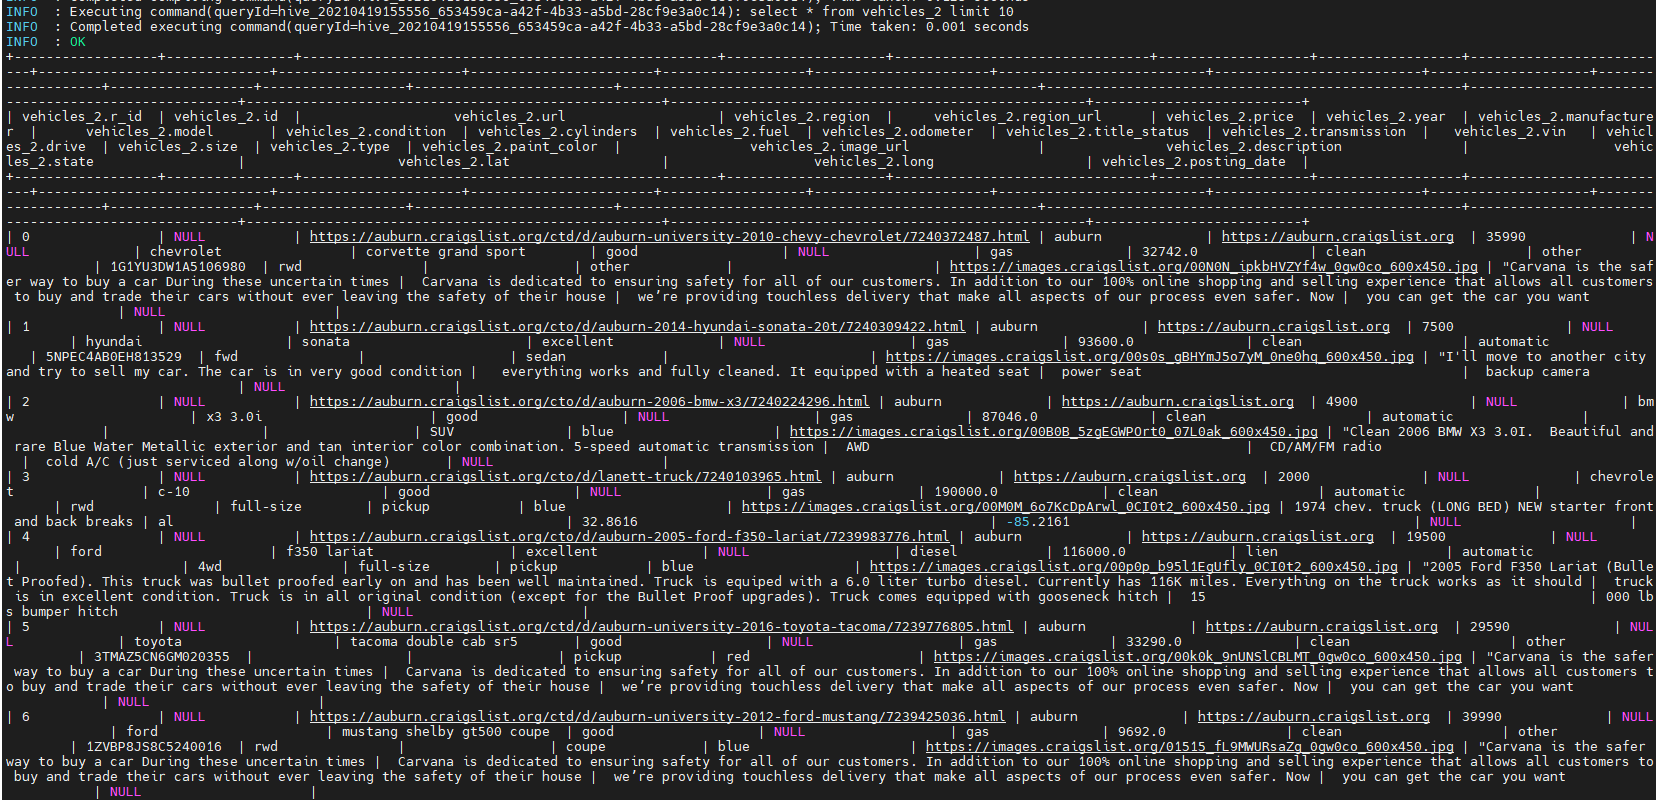 INFO  : Executing command(queryId=hive_20210419155556_653459ca-a42f-4b33-a5bd-28cf9e3a0c14): select * from vehicles_2 limit 10
INFO  : Completed executing command(queryId=hive_20210419155556_653459ca-a42f-4b33-a5bd-28cf9e3a0c14); Time taken: 0.001 seconds
INFO  : OK
| vehicles_2.r_id | vehicles_2.id | vehicles_2.url | vehicles_2.region | vehicles_2.region_url | vehicles_2.price | vehicles_2.year | vehicles_2.manufacture
r | vehicles_2.model | vehicles_2.condition | vehicles_2.cylinders | vehicles_2.fuel | vehicles_2.odometer | vehicles_2.title_status | vehicles_2.transmission | vehicles_2.vin | vehicl
es_2.drive | vehicles_2.size | vehicles_2.type | vehicles_2.paint_color | vehicles_2.image_url | vehicles_2.description | vehic
les_2.state | vehicles_2.lat | vehicles_2.long | vehicles_2.posting_date |
| 0 | NULL | https://auburn.craigslist.org/ctd/d/auburn-university-2010-chevy-chevrolet/7240372487.html | auburn | https://auburn.craigslist.org | 35990 | N
ULL | chevrolet | corvette grand sport | good | NULL | gas | 32742.0 | clean | other
| 1G1YU3DW1A5106980 | rwd | | other | | https://images.craigslist.org/00N0N_ipkbHVZYf4w_0gw0co_600x450.jpg | "Carvana is the saf
er way to buy a car During these uncertain times | Carvana is dedicated to ensuring safety for all of our customers. In addition to our 100% online shopping and selling experience that allows all customers
to buy and trade their cars without ever leaving the safety of their house | we're providing touchless delivery that make all aspects of our process even safer. Now | you can get the car you want
| NULL |
| 1 | NULL | https://auburn.craigslist.org/cto/d/auburn-2014-hyundai-sonata-20t/7240309422.html | auburn | https://auburn.craigslist.org | 7500 | NULL
| hyundai | sonata | excellent | NULL | gas | 93600.0 | clean | automatic
| 5NPEC4AB0EH813529 | fwd | | sedan | | https://images.craigslist.org/00s0s_gBHYmJ5o7yM_0ne0hq_600x450.jpg | "I'll move to another city
and try to sell my car. The car is in very good condition | everything works and fully cleaned. It equipped with a heated seat | power seat | backup camera
| NULL |
| 2 | NULL | https://auburn.craigslist.org/cto/d/auburn-2006-bmw-x3/7240224296.html | auburn | https://auburn.craigslist.org | 4900 | NULL | bm
w | x3 3.0i | good | NULL | gas | 87046.0 | clean | automatic |
| | SUV | blue | https://images.craigslist.org/00B0B_5zgEGWPOrt0_07L0ak_600x450.jpg | "Clean 2006 BMW X3 3.0I.  Beautiful and
rare Blue Water Metallic exterior and tan interior color combination. 5-speed automatic transmission | AWD | CD/AM/FM radio
| cold A/C (just serviced along w/oil change) | NULL |
| 3 | NULL | https://auburn.craigslist.org/cto/d/lanett-truck/7240103965.html | auburn | https://auburn.craigslist.org | 2000 | NULL | chevrole
t | c-10 | good | NULL | gas | 190000.0 | clean | automatic |
| rwd | full-size | pickup | blue | https://images.craigslist.org/00M0M_6o7KcDpArwl_0CI0t2_600x450.jpg | 1974 chev. truck (LONG BED) NEW starter front
and back breaks | al | 32.8616 | -85.2161 | NULL |
| 4 | NULL | https://auburn.craigslist.org/cto/d/auburn-2005-ford-f350-lariat/7239983776.html | auburn | https://auburn.craigslist.org | 19500 | NULL
| ford | f350 lariat | excellent | NULL | diesel | 116000.0 | lien | automatic
| | 4wd | full-size | pickup | blue | https://images.craigslist.org/00p0p_b95l1EgUfly_0CI0t2_600x450.jpg | "2005 Ford F350 Lariat (Bulle
t Proofed). This truck was bullet proofed early on and has been well maintained. Truck is equiped with a 6.0 liter turbo diesel. Currently has 116K miles. Everything on the truck works as it should | truck
is in excellent condition. Truck is in all original condition (except for the Bullet Proof upgrades). Truck comes equipped with gooseneck hitch | 15 | 000 lb
s bumper hitch | NULL |
| 5 | NULL | https://auburn.craigslist.org/ctd/d/auburn-university-2016-toyota-tacoma/7239776805.html | auburn | https://auburn.craigslist.org | 29590 | NUL
L | toyota | tacoma double cab sr5 | good | NULL | gas | 33290.0 | clean | other
| 3TMAZ5CN6GM020355 | | | pickup | red | https://images.craigslist.org/00k0k_9nUNSlCBLMT_0gw0co_600x450.jpg | "Carvana is the safer
way to buy a car During these uncertain times | Carvana is dedicated to ensuring safety for all of our customers. In addition to our 100% online shopping and selling experience that allows all customers t
o buy and trade their cars without ever leaving the safety of their house | we're providing touchless delivery that make all aspects of our process even safer. Now | you can get the car you want
| NULL |
| 6 | NULL | https://auburn.craigslist.org/ctd/d/auburn-university-2012-ford-mustang/7239425036.html | auburn | https://auburn.craigslist.org | 39990 | NULL
| ford | mustang shelby gt500 coupe | good | NULL | gas | 9692.0 | clean | other
| 1ZVBP8JS8C5240016 | rwd | | coupe | blue | https://images.craigslist.org/01515_fL9MWURsaZg_0gw0co_600x450.jpg | "Carvana is the safer
way to buy a car During these uncertain times | Carvana is dedicated to ensuring safety for all of our customers. In addition to our 100% online shopping and selling experience that allows all customers to
buy and trade their cars without ever leaving the safety of their house | we're providing touchless delivery that make all aspects of our process even safer. Now | you can get the car you want
| NULL |